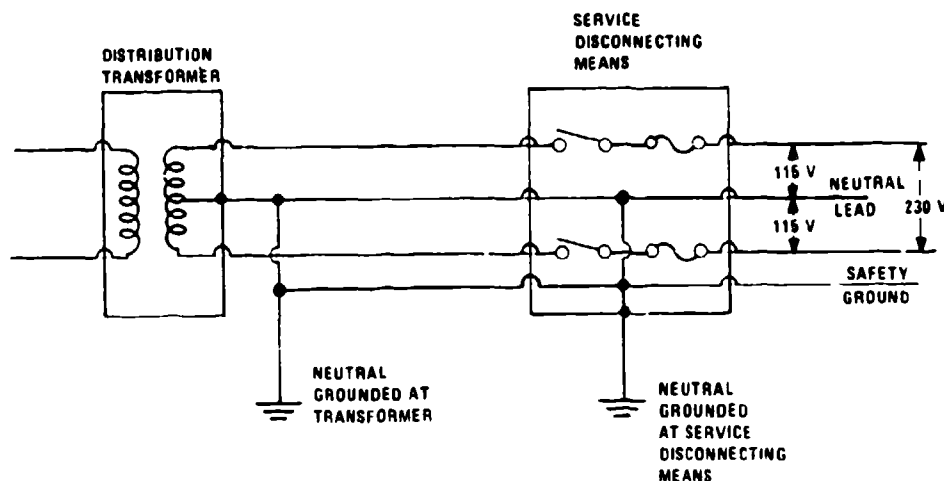 DISTRIBUTION
TRANSFORMER
SERVICE
DISCONNECTING
MEANS
115 V
NEUTRAL
LEAD
230 V
115 V
SAFETY
GROUND
NEUTRAL
GROUNDED AT
TRANSFORMER
NEUTRAL
GROUNDED
AT SERVICE
DISCONNECTING
MEANS